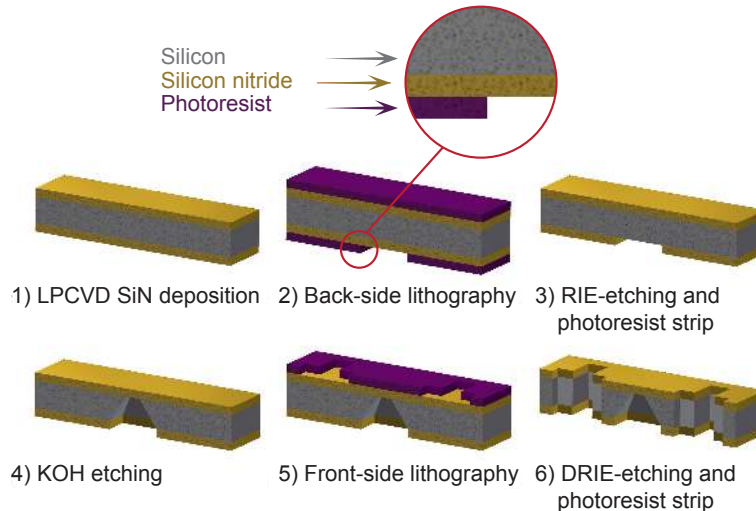 Silicon
Silicon nitride
Photoresist
1) LPCVD SiN deposition
2) Back-side lithography
3) RIE-etching and
photoresist strip
4) KOH etching
5) Front-side lithography
6) DRIE-etching and
photoresist strip